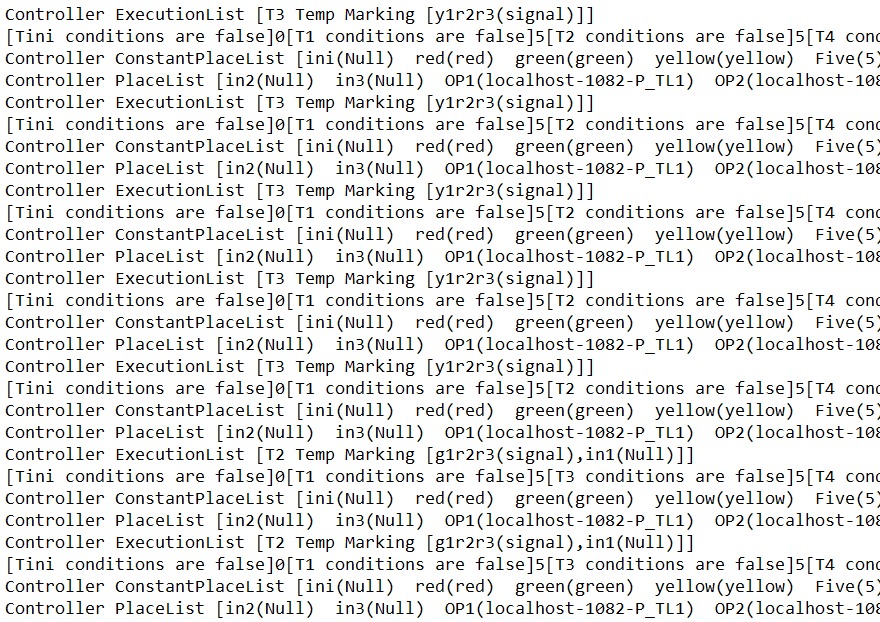 Controller ExecutionList [T3 Temp Marking [y1r2r3(signal)]]
[Tini conditions are false]0[T1 conditions are false]5[T2 conditions are false]5[T4 cond
Controller ConstantPlaceList [ini(Null)  red(red)  green(green)  yellow(yellow)  Five(5)
Controller PlaceList [in2(Null)  in3(Null)  OP1(localhost-1082-P_TL1)  OP2(localhost-108
Controller ExecutionList [T3 Temp Marking [y1r2r3(signal)]]
[Tini conditions are false]0[T1 conditions are false]5[T2 conditions are false]5[T4 cond
Controller ConstantPlaceList [ini(Null)  red(red)  green(green)  yellow(yellow)  Five(5)
Controller PlaceList [in2(Null)  in3(Null)  OP1(localhost-1082-P_TL1)  OP2(localhost-108
Controller ExecutionList [T3 Temp Marking [y1r2r3(signal)]]
[Tini conditions are false]0[T1 conditions are false]5[T2 conditions are false]5[T4 cond
Controller ConstantPlaceList [ini(Null)  red(red)  green(green)  yellow(yellow)  Five(5)
Controller PlaceList [in2(Null)  in3(Null)  OP1(localhost-1082-P_TL1)  OP2(localhost-108
Controller ExecutionList [T3 Temp Marking [y1r2r3(signal)]]
[Tini conditions are false]0[T1 conditions are false]5[T2 conditions are false]5[T4 cond
Controller ConstantPlaceList [ini(Null)  red(red)  green(green)  yellow(yellow)  Five(5)
Controller PlaceList [in2(Null)  in3(Null)  OP1(localhost-1082-P_TL1)  OP2(localhost-108
Controller ExecutionList [T3 Temp Marking [y1r2r3(signal)]]
[Tini conditions are false]0[T1 conditions are false]5[T2 conditions are false]5[T4 cond
Controller ConstantPlaceList [ini(Null)  red(red)  green(green)  yellow(yellow)  Five(5)
Controller PlaceList [in2(Null)  in3(Null)  OP1(localhost-1082-P_TL1)  OP2(localhost-108
Controller ExecutionList [T2 Temp Marking [g1r2r3(signal),in1(Null)]]
[Tini conditions are false]0[T1 conditions are false]5[T3 conditions are false]5[T4 cond
Controller ConstantPlaceList [ini(Null)  red(red)  green(green)  yellow(yellow)  Five(5)
Controller PlaceList [in2(Null)  in3(Null)  OP1(localhost-1082-P_TL1)  OP2(localhost-108
Controller ExecutionList [T2 Temp Marking [g1r2r3(signal),in1(Null)]]
[Tini conditions are false]0[T1 conditions are false]5[T3 conditions are false]5[T4 cond
Controller ConstantPlaceList [ini(Null)  red(red)  green(green)  yellow(yellow)  Five(5)
Controller PlaceList [in2(Null)  in3(Null)  OP1(localhost-1082-P_TL1)  OP2(localhost-108